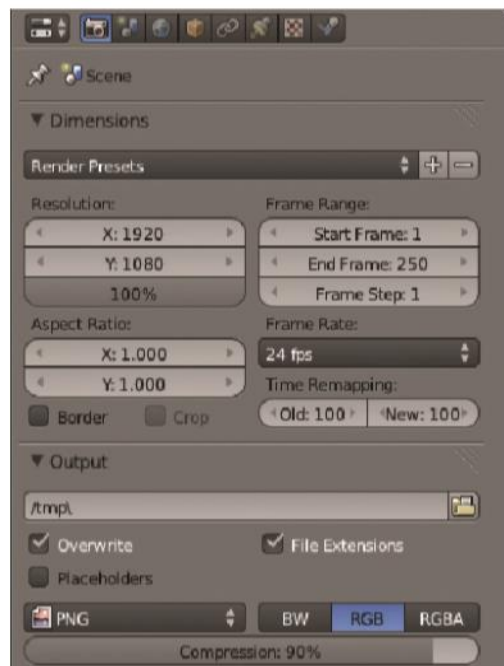 Scene
Dimensions
Render Presets
Resolution:
X: 1920
Y: 1080
100%
Aspect Ratio:
X: 1.000
Y: 1.000
Border
Crop
Frame Range:
Start Frame: 1
End Frame: 250
Frame Step: 1
Frame Rate:
24 fps
Time Remapping:
Old: 100
New: 100
Output
/tmp\
Overwrite
File Extensions
Placeholders
PNG
BW
RGB
RGBA
Compression: 90%